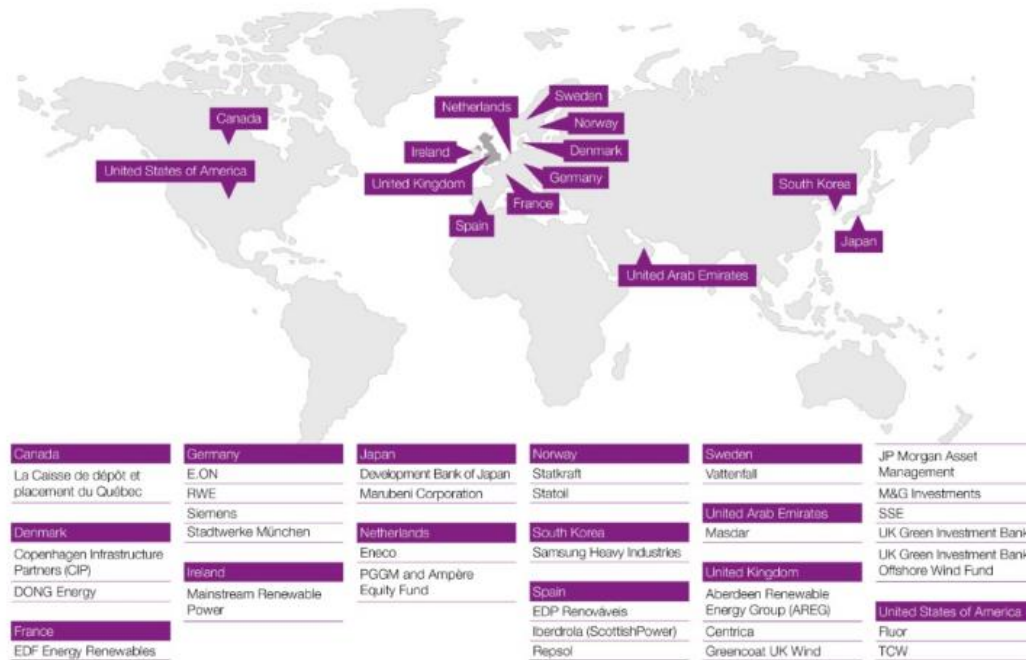 Sweden
Netherlands
Canada
Norway
Ireland
Denmark
United States of America
United Kingdom
Germany
South Korea
France
Spain
Japan
United Arab Emirates
Canada
La Caisse de dépôt et
placement du Québec
Denmark
Copenhagen Infrastructure
Partners (CIP)
DONG Energy
France
EDF Energy Renewables
Germany
E.ON
RWE
Siemens
Stadtwerke München
Ireland
Mainstream Renewable
Power
Japan
Development Bank of Japan
Marubeni Corporation
Netherlands
Eneco
PGGM and Ampère
Equity Fund
Norway
Statkraft
Statoil
South Korea
Samsung Heavy Industries
Spain
EDP Renováveis
Iberdrola (ScottishPower)
Repsol
Sweden
Vattenfall
United Arab Emirates
Masdar
United Kingdom
Aberdeen Renewable
Energy Group (AREG)
Centrica
Greencoat UK Wind
JP Morgan Asset
Management
M&G Investments
SSE
UK Green Investment Bank
UK Green Investment Bank
Offshore Wind Fund
United States of America
Fluor
TCW